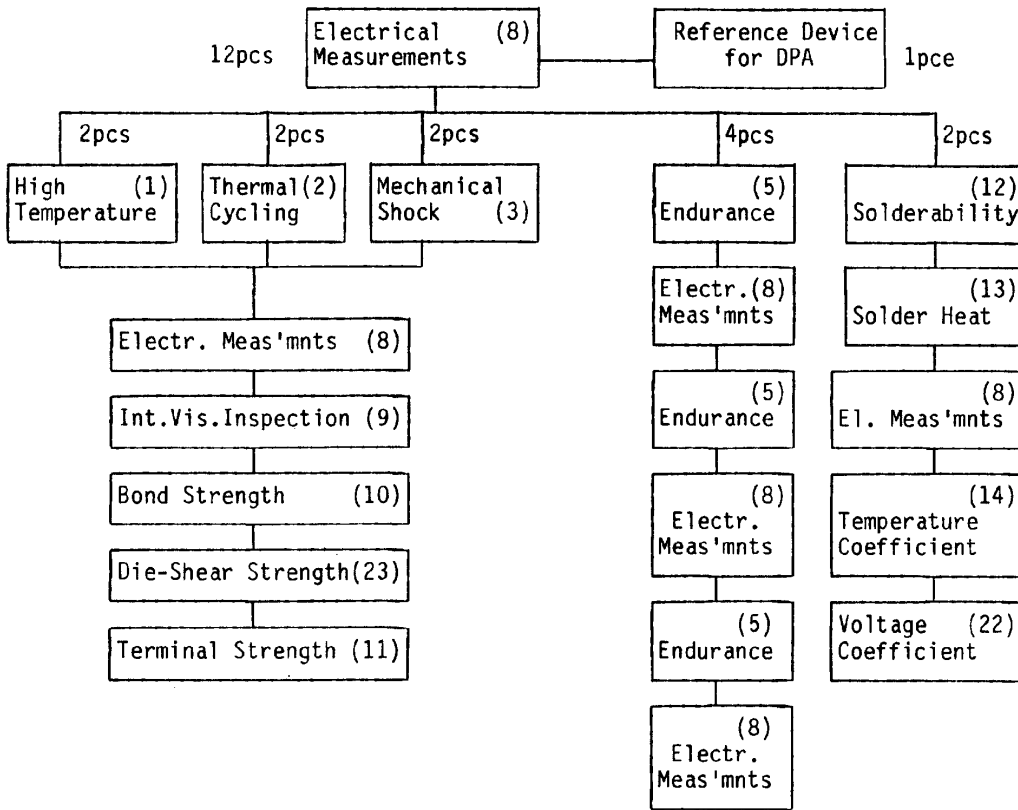 12pcs
Electrical (8)
Measurements
Reference Device
for DPA
1pce
2pcs
2pcs
2pcs
4pcs
2pcs
High (1)
Temperature
Thermal(2)
Cycling
Mechanical
Shock (3)
(5)
Endurance
(12)
Solderability
Electr.(8)
Meas'mnts
(13)
Solder Heat
Electr. Meas'mnts (8)
(5)
Endurance
(8)
El. Meas'mnts
Int.Vis.Inspection (9)
Bond Strength (10)
(8)
Electr.
Meas'mnts
(14)
Temperature
Coefficient
Die-Shear Strength(23)
Terminal Strength (11)
(5)
Endurance
Voltage (22)
Coefficient
(8)
Electr.
Meas'mnts